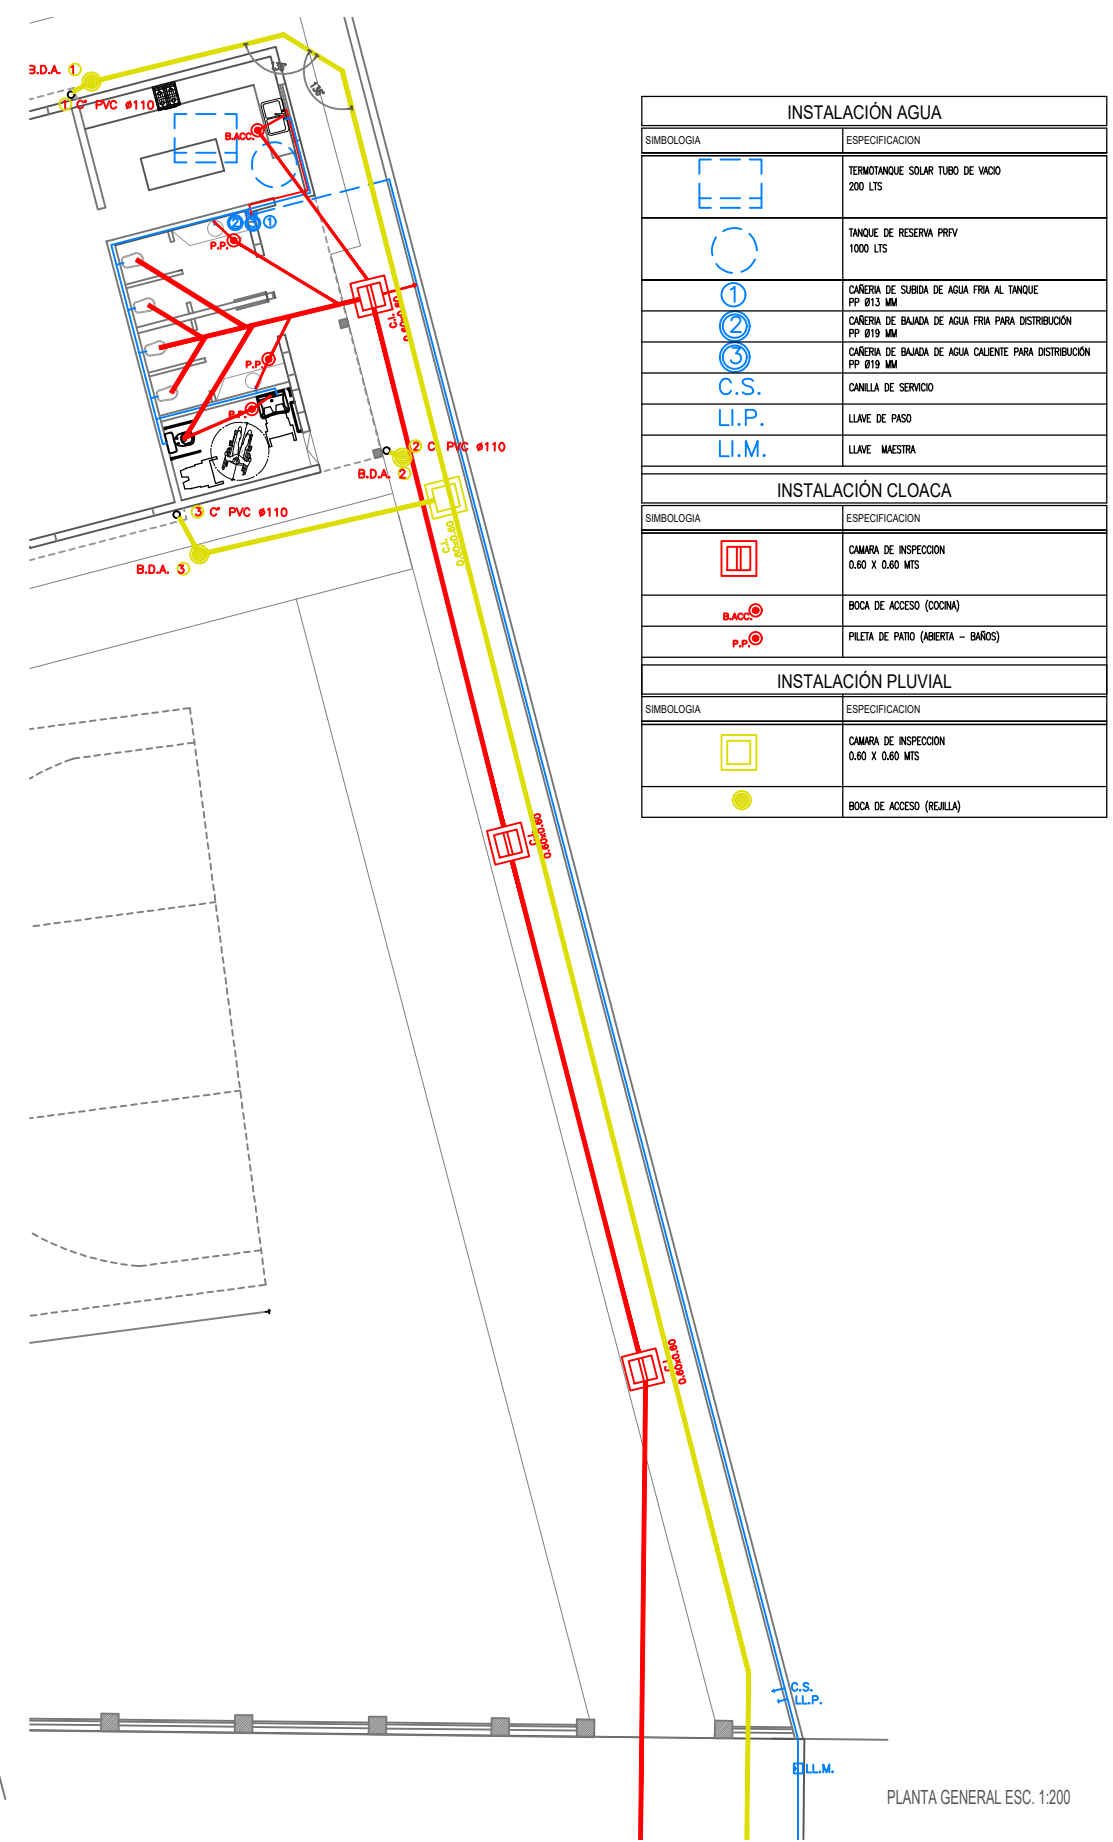 B.D.A. 1
1 C° PVC ø110
136°
136°
B.ACC.
2 3 1
P.P.
C.I.
0.60x0.60
P.P.
P.P.
2 C° PVC ø110
B.D.A. 2
3 C° PVC ø110
B.D.A. 3
C.I.
0.60x0.60
C.I.
0.60x0.60
C.I.
0.60x0.60
C.S.
LL.P.
LL.M.
INSTALACIÓN AGUA
SIMBOLOGIA ESPECIFICACION
TERMOTANQUE SOLAR TUBO DE VACIO
200 LTS
TANQUE DE RESERVA PRFV
1000 LTS
1 CAÑERIA DE SUBIDA DE AGUA FRIA AL TANQUE
PP Ø13 MM
2 CAÑERIA DE BAJADA DE AGUA FRIA PARA DISTRIBUCIÓN
PP Ø19 MM
3 CAÑERIA DE BAJADA DE AGUA CALIENTE PARA DISTRIBUCIÓN
PP Ø19 MM
C.S. CANILLA DE SERVICIO
Ll.P. LLAVE DE PASO
Ll.M. LLAVE MAESTRA
INSTALACIÓN CLOACA
SIMBOLOGIA ESPECIFICACION
CAMARA DE INSPECCION
0.60 X 0.60 MTS
B.ACC. BOCA DE ACCESO (COCINA)
P.P. PILETA DE PATIO (ABIERTA - BAÑOS)
INSTALACIÓN PLUVIAL
SIMBOLOGIA ESPECIFICACION
CAMARA DE INSPECCION
0.60 X 0.60 MTS
BOCA DE ACCESO (REJILLA)
PLANTA GENERAL ESC. 1:200